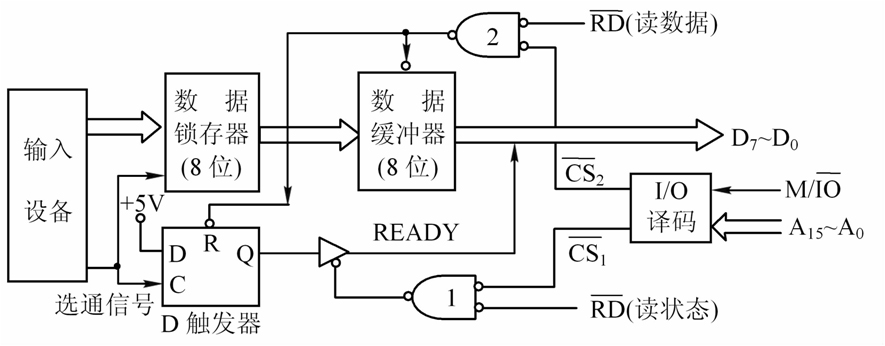 2
RD(读数据)
数 据
锁存器
(8位)
数 据
缓冲器
(8位)
输入
设备
D7~D0
CS2
I/O
译码
M/IO
A15~A0
+5V
R
D
Q
C
READY
CS1
选通信号
D 触发器
1
RD(读状态)